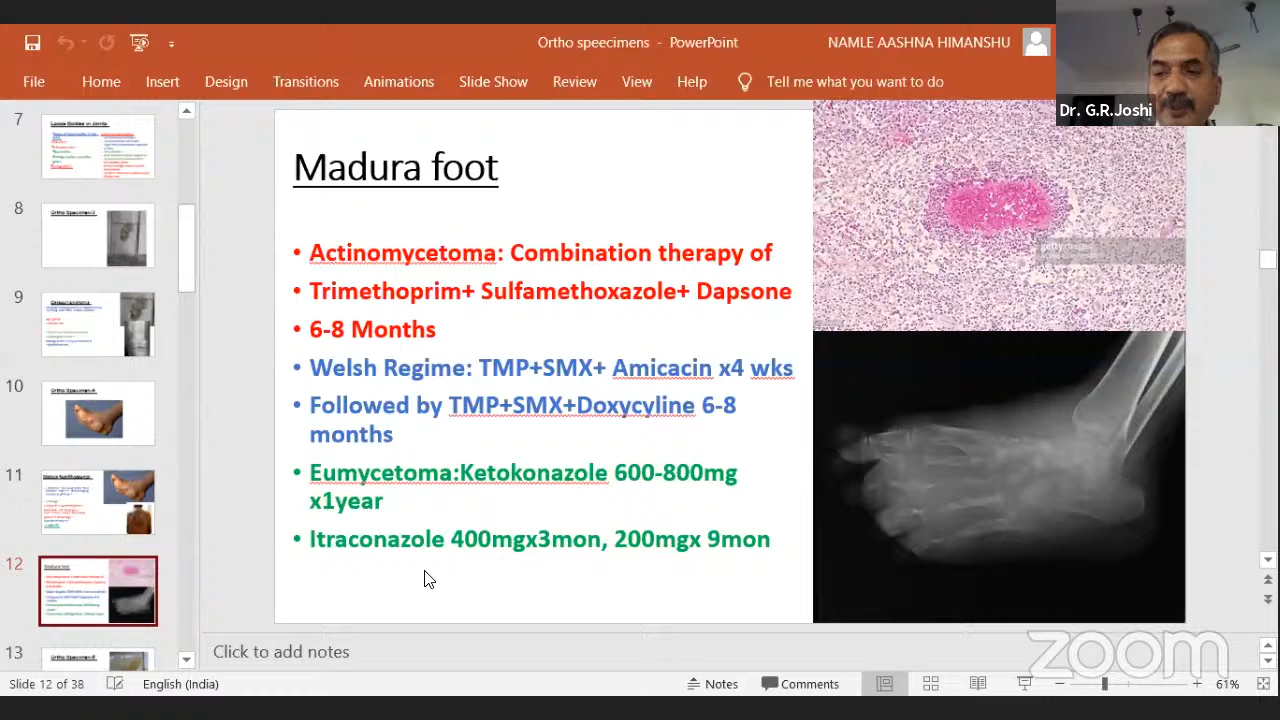 Ortho speecimens - PowerPoint
NAMLE AASHNA HIMANSHU
File Home Insert Design Transitions Animations Slide Show Review View Help Tell me what you want to do
Dr. G.R.Joshi
7
8
9
10
11
12
13
Madura foot
• Actinomycetoma: Combination therapy of
• Trimethoprim+ Sulfamethoxazole+ Dapsone
• 6-8 Months
• Welsh Regime: TMP+SMX+ Amicacin x4 wks
• Followed by TMP+SMX+Doxycyline 6-8
months
• Eumycetoma:Ketokonazole 600-800mg
x1year
• Itraconazole 400mgx3mon, 200mgx 9mon
Click to add notes
zoom
Slide 12 of 38 English (India) Notes Comments 61%